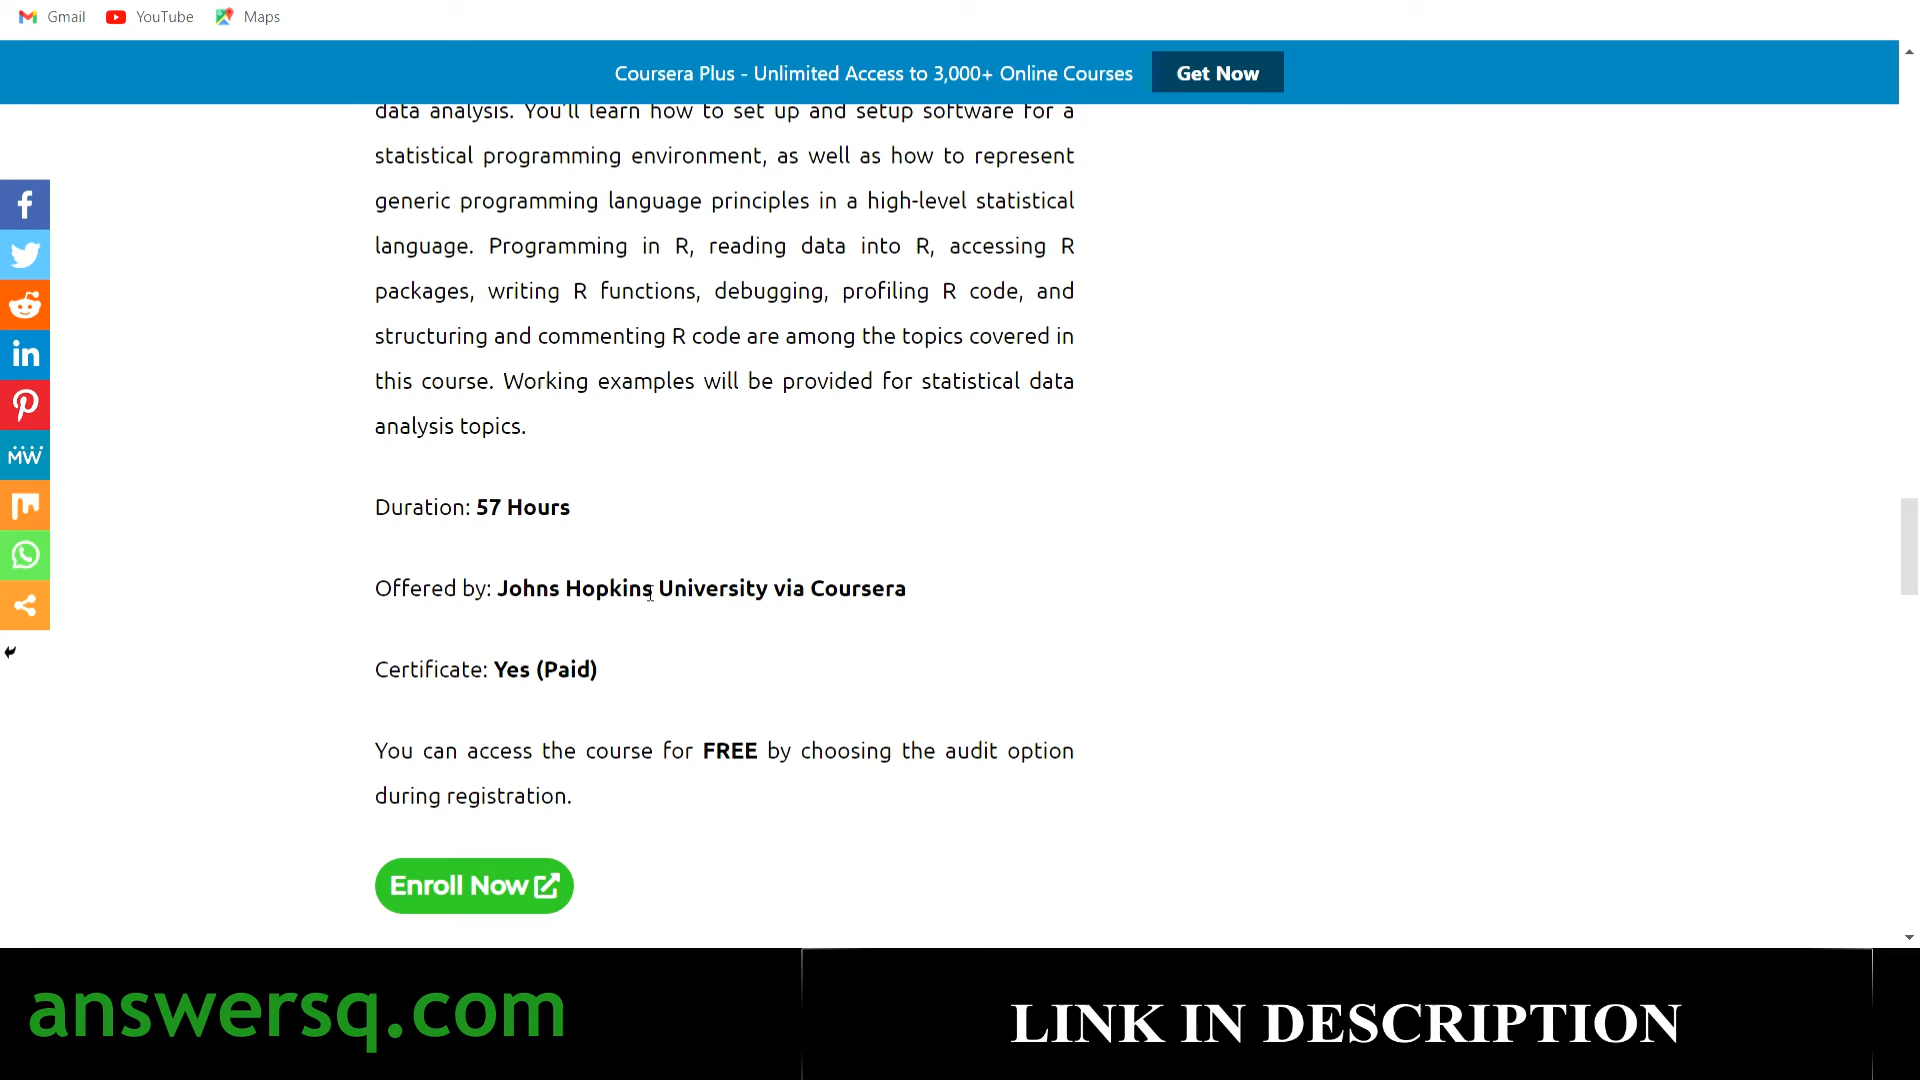 Gmail YouTube Maps
Coursera Plus - Unlimited Access to 3,000+ Online Courses Get Now
data analysis. You'll learn how to set up and setup software for a
statistical programming environment, as well as how to represent
generic programming language principles in a high-level statistical
language. Programming in R, reading data into R, accessing R
packages, writing R functions, debugging, profiling R code, and
structuring and commenting R code are among the topics covered in
this course. Working examples will be provided for statistical data
analysis topics.
Duration: 57 Hours
Offered by: Johns Hopkins University via Coursera
Certificate: Yes (Paid)
You can access the course for FREE by choosing the audit option
during registration.
Enroll Now
answersq.com
LINK IN DESCRIPTION